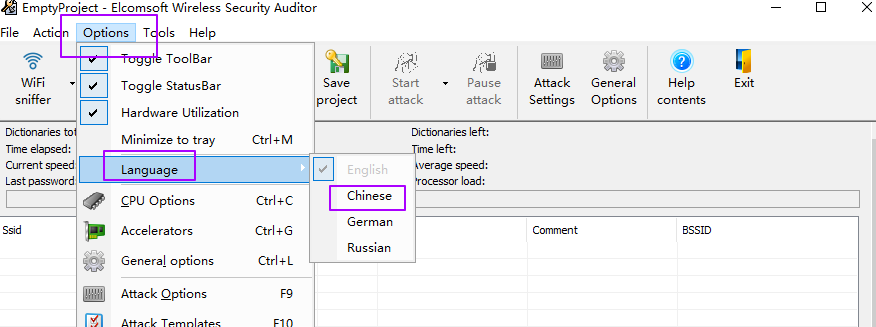 EmptyProject - Elcomsoft Wireless Security Auditor
File Action Options Tools Help
WiFi sniffer
Save project
Start attack
Pause attack
Attack Settings
General Options
Help contents
Exit
Toggle ToolBar
Toggle StatusBar
Hardware Utilization
Minimize to tray Ctrl+M
Language
CPU Options Ctrl+C
Accelerators Ctrl+G
General options Ctrl+L
Attack Options F9
Attack Templates F10
English
Chinese
German
Russian
Dictionaries tot
Time elapsed:
Current speed:
Last password
Dictionaries left:
Time left:
Average speed:
Processor load:
Ssid
Comment
BSSID